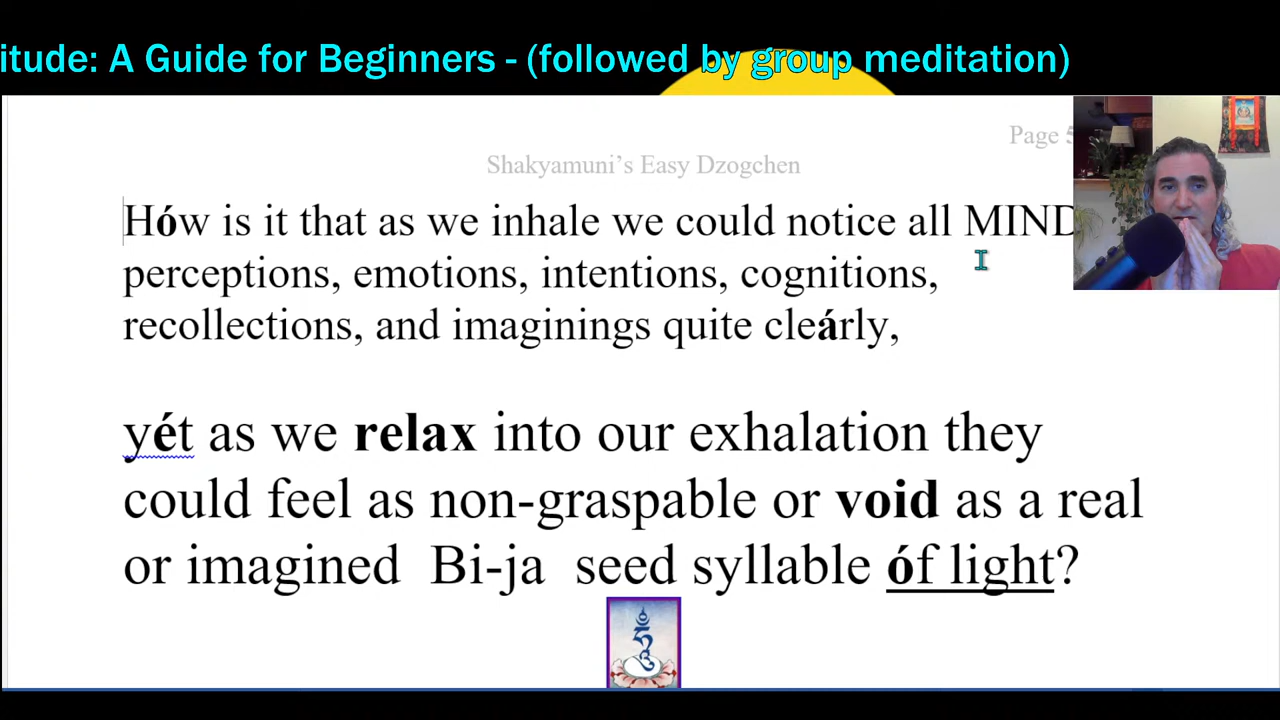 itude: A Guide for Beginners - (followed by group meditation)
Page
Shakyamuni’s Easy Dzogchen
Hów is it that as we inhale we could notice all MIND
perceptions, emotions, intentions, cognitions,
recollections, and imaginings quite cleárly,
yét as we relax into our exhalation they
could feel as non-graspable or void as a real
or imagined Bi-ja seed syllable óf light?